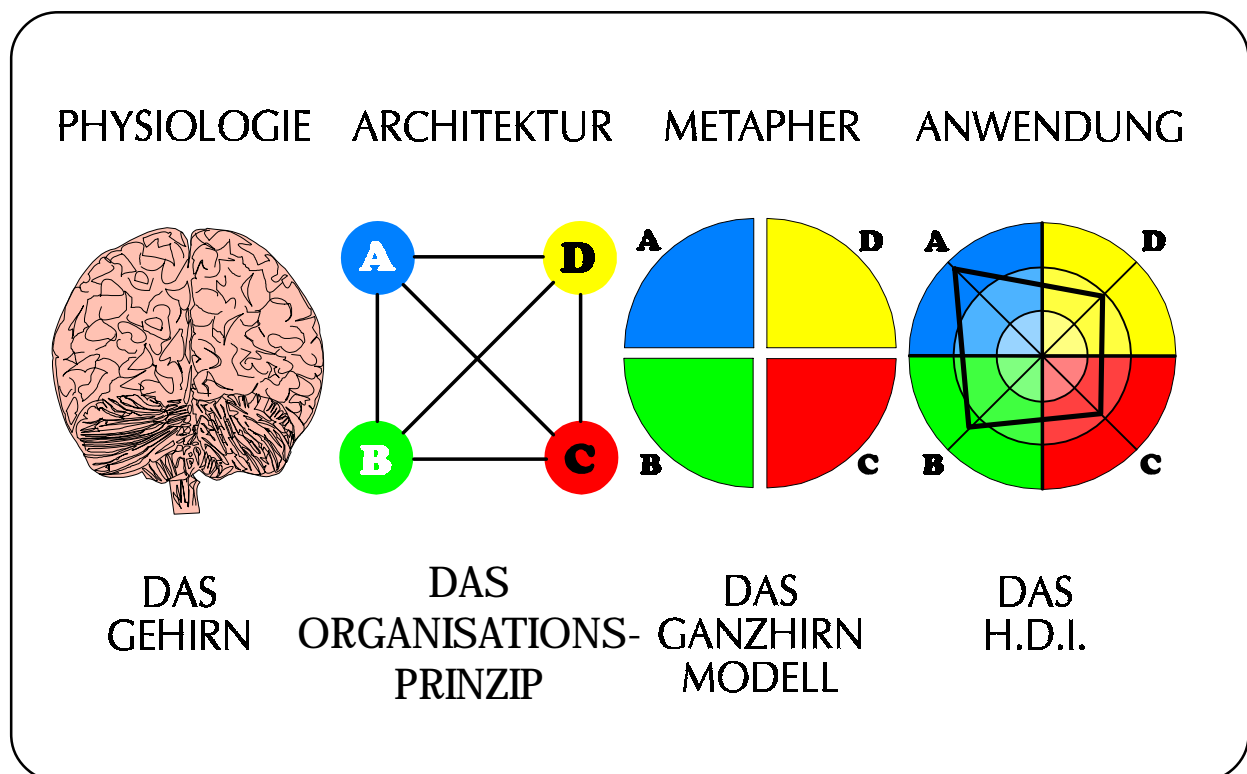 PHYSIOLOGIE ARCHITEKTUR METAPHER ANWENDUNG
A D
B C
A D
B C
A D
B C
DAS
GEHIRN
DAS
ORGANISATIONS-
PRINZIP
DAS
GANZHIRN
MODELL
DAS
H.D.I.